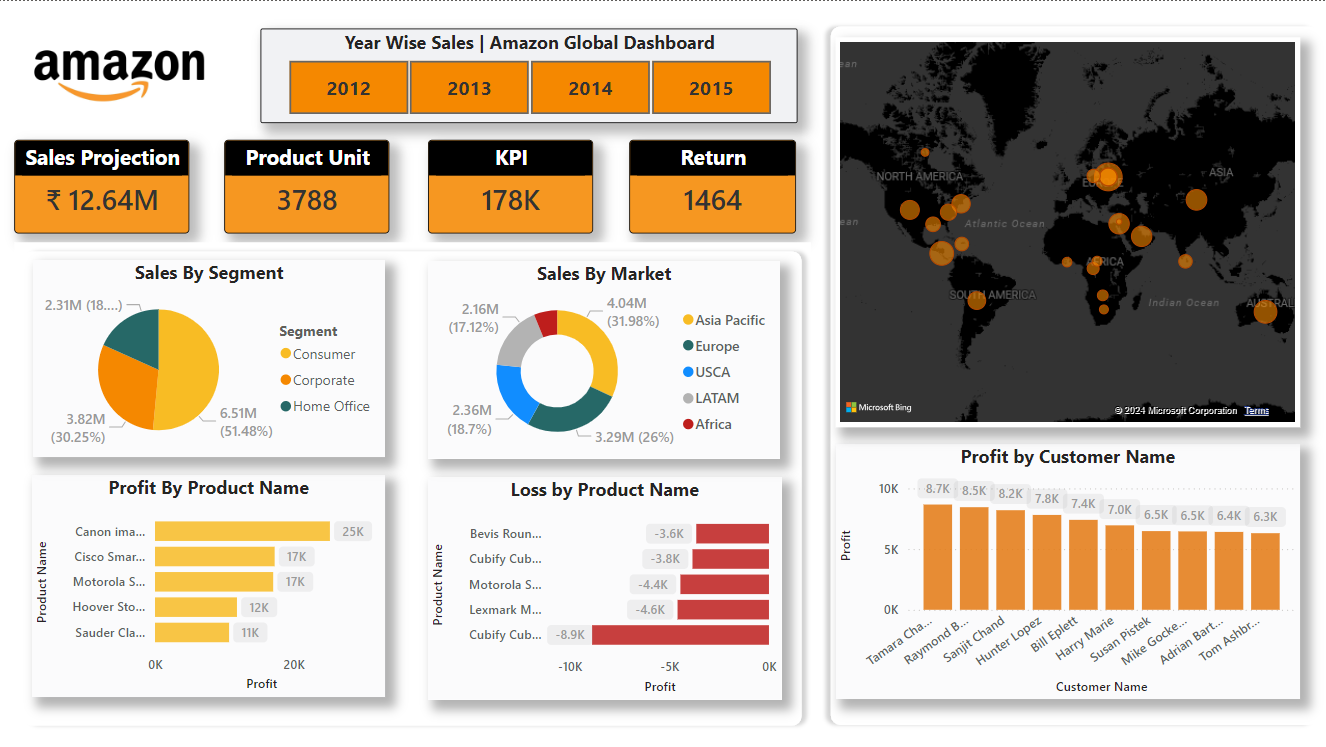 amazon
Year Wise Sales | Amazon Global Dashboard
2012
2013
2014
2015
Sales Projection
₹ 12.64M
Product Unit
3788
KPI
178K
Return
1464
Sales By Segment
2.31M (18....)
3.82M
(30.25%)
6.51M
(51.48%)
Segment
Consumer
Corporate
Home Office
Sales By Market
2.16M
(17.12%)
4.04M
(31.98%)
2.36M
(18.7%)
3.29M (26%)
Asia Pacific
Europe
USCA
LATAM
Africa
Profit By Product Name
Product Name
Canon ima...
25K
Cisco Smar...
17K
Motorola S...
17K
Hoover Sto...
12K
Sauder Cla...
11K
0K
20K
Profit
Loss by Product Name
Product Name
Bevis Roun...
-3.6K
Cubify Cub...
-3.8K
Motorola S...
-4.4K
Lexmark M...
-4.6K
Cubify Cub...
-8.9K
-10K
-5K
0K
Profit
ean
NORTH AMERICA
ASIA
ean
Atlantic Ocean
AFRICA
SOUTH AMERICA
Indian Ocean
AUSTRAL
Microsoft Bing
© 2024 Microsoft Corporation Terms
Profit by Customer Name
Profit
10K
5K
0K
8.7K
8.5K
8.2K
7.8K
7.4K
7.0K
6.5K
6.5K
6.4K
6.3K
Tamara Cha...
Raymond B...
Sanjit Chand
Hunter Lopez
Bill Eplett
Harry Marie
Susan Pistek
Mike Gocke...
Adrian Bart...
Tom Ashbr...
Customer Name